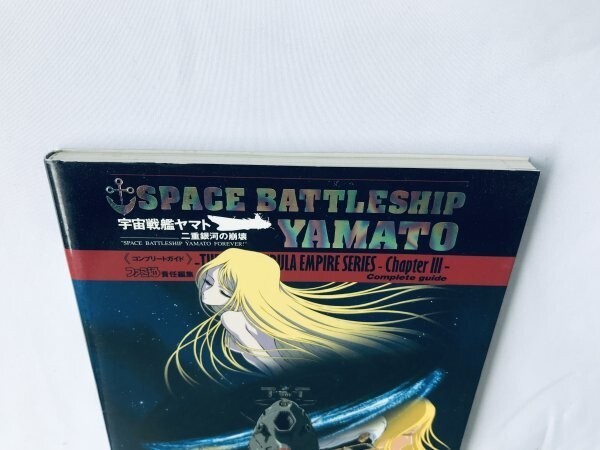 SPACE BATTLESHIP
YAMATO
宇宙戦艦ヤマト
二重銀河の崩壊
"SPACE BATTLESHIP YAMATO FOREVER!"
《コンプリートガイド》
ファミ通責任編集
EMPIRE SERIES - Chapter III -
Complete guide